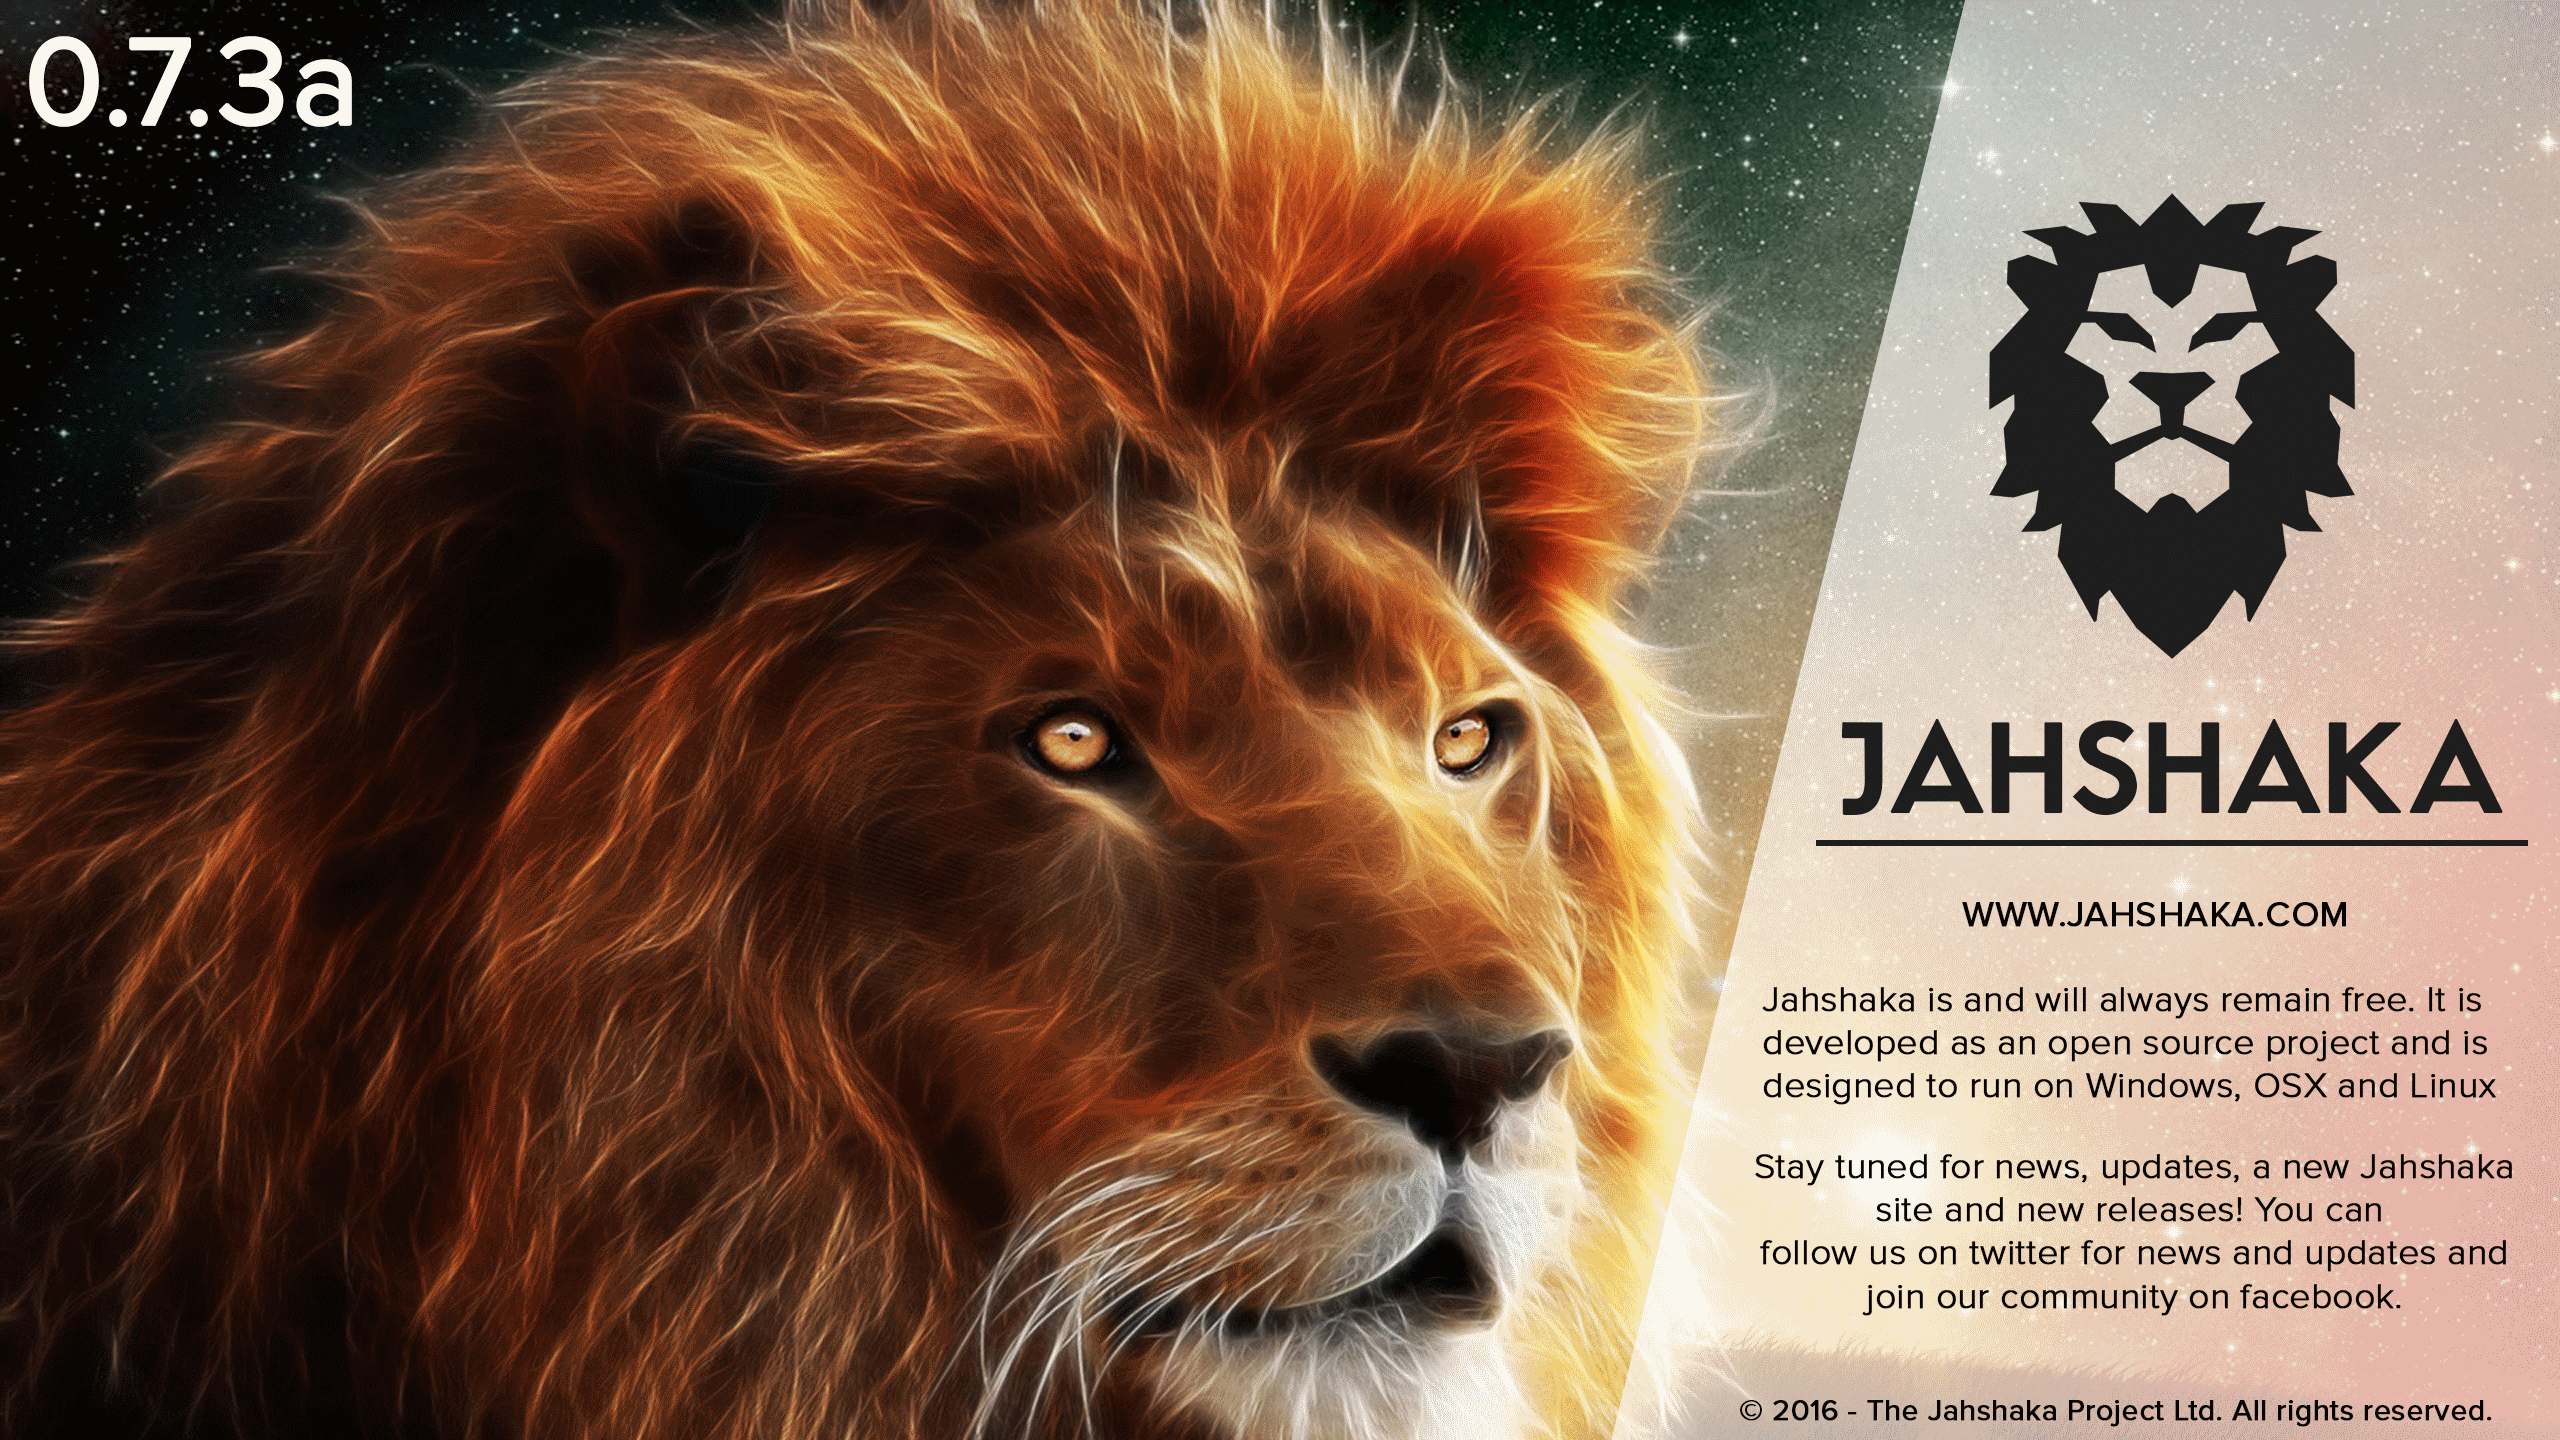 0.7.3a
JAHSHAKA
WWW.JAHSHAKA.COM
Jahshaka is and will always remain free. It is
developed as an open source project and is
designed to run on Windows, OSX and Linux
Stay tuned for news, updates, a new Jahshaka
site and new releases! You can
follow us on twitter for news and updates and
join our community on facebook.
© 2016 - The Jahshaka Project Ltd. All rights reserved.